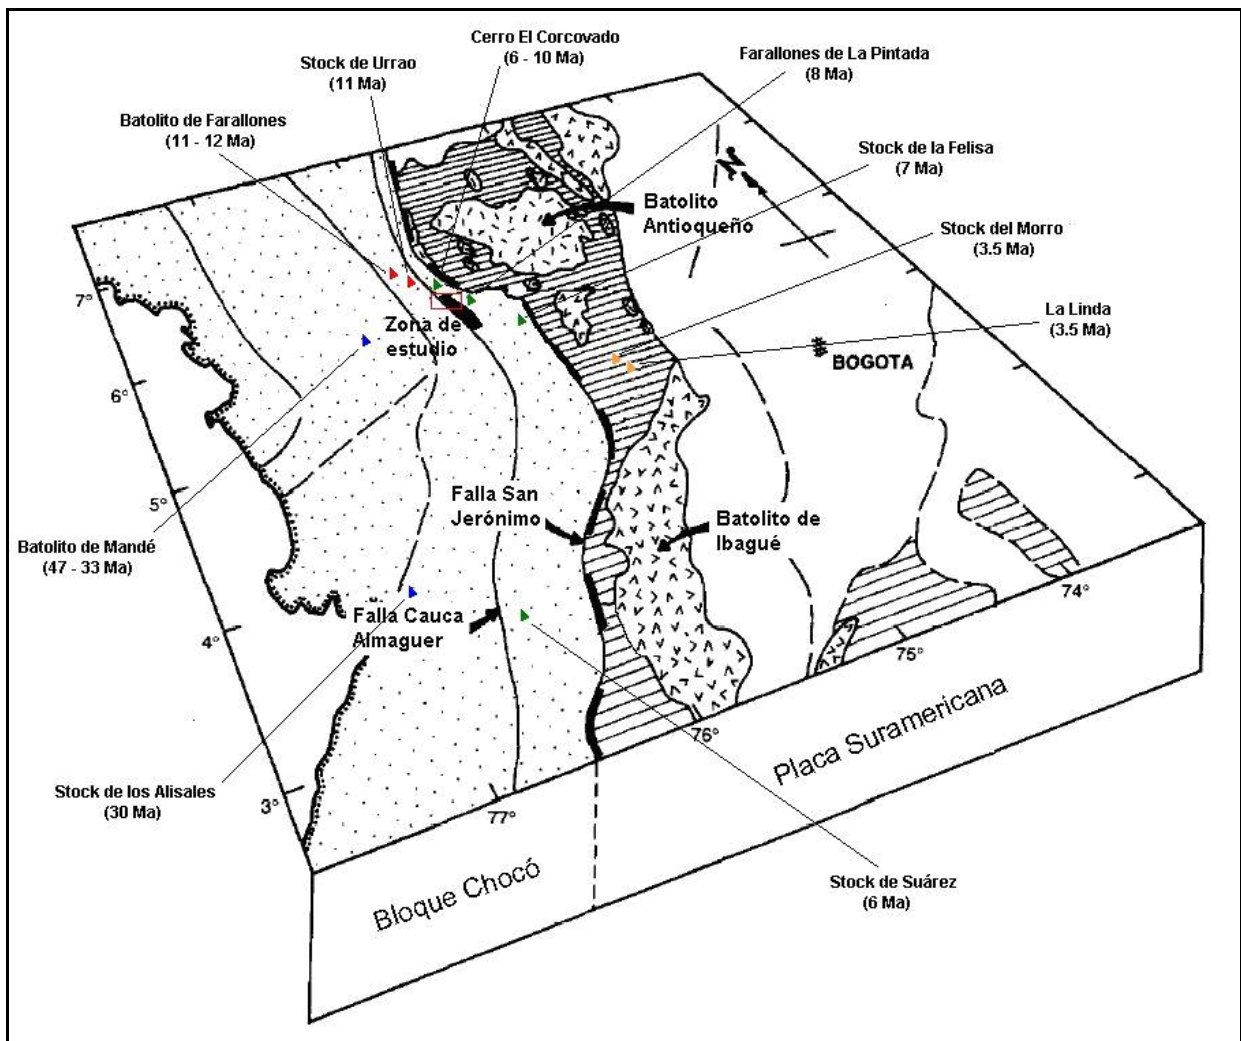 Cerro El Corcovado
(6 - 10 Ma)
Farallones de La Pintada
(8 Ma)
Stock de Urrao
(11 Ma)
Batolito de Farallones
(11 - 12 Ma)
Stock de la Felisa
(7 Ma)
N
Batolito
Antioqueño
Stock del Morro
(3.5 Ma)
7°
Zona de
estudio
La Linda
(3.5 Ma)
BOGOTA
6°
5°
Falla San
Jerónimo
Batolito de
Ibagué
Batolito de Mandé
(47 - 33 Ma)
74°
4°
Falla Cauca
Almaguer
75°
76°
Placa Suramericana
Stock de los Alisales
(30 Ma)
3°
77°
Bloque Chocó
Stock de Suárez
(6 Ma)